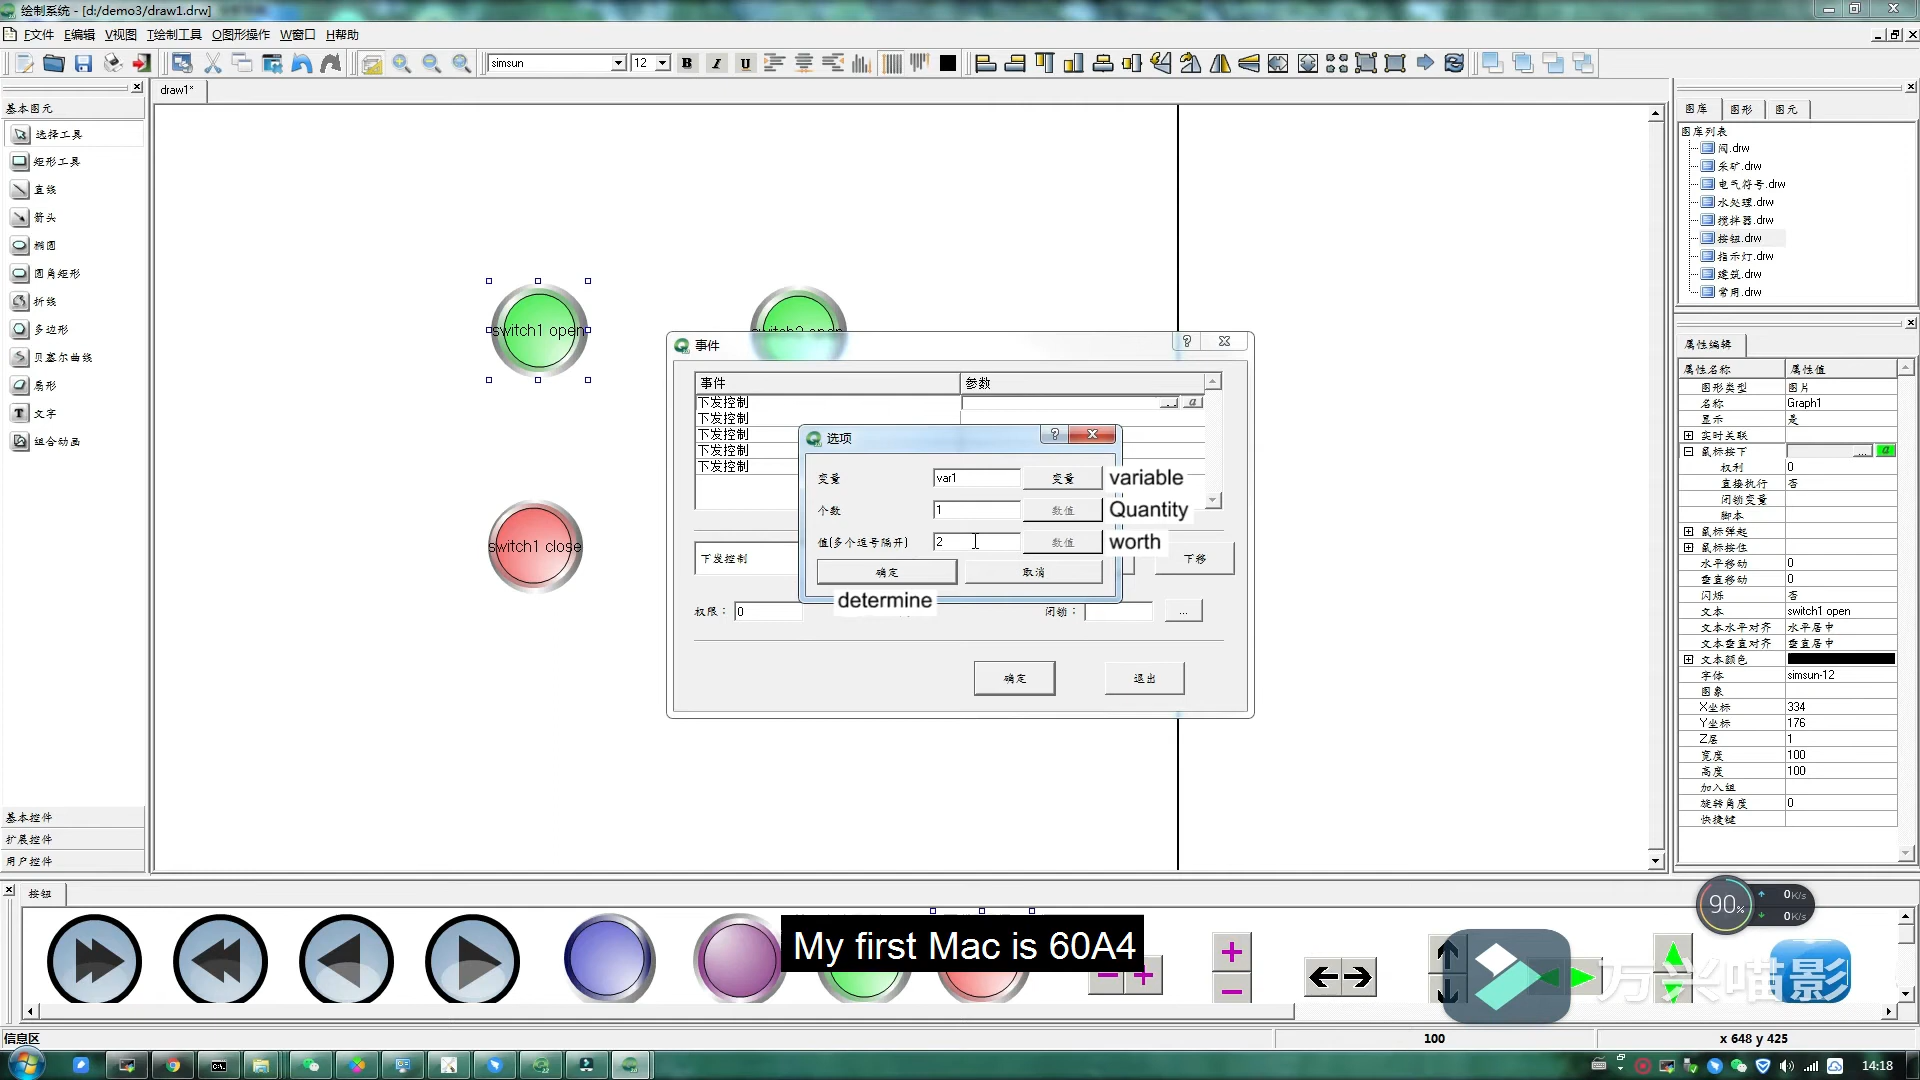 绘制系统 - [d:/demo3/draw1.drw]
F文件 E编辑 V视图 T绘制工具 O图形操作 W窗口 H帮助
simsun 12 B I U
draw1*
基本图元
选择工具
矩形工具
直线
箭头
椭圆
圆角矩形
折线
多边形
贝塞尔曲线
扇形
文字
组合动画
基本控件
扩展控件
用户控件
switch1 open
switch2 open
switch1 close
事件
事件 参数
下发控制
下发控制
下发控制
下发控制
下发控制
下发控制 下移
权限： 0 闭锁： ...
确定 退出
选项
变量 var1 变量 variable
个数 1 数值 Quantity
值(多个逗号隔开) 2 数值 worth
确定 取消
determine
图库 图形 图元
图库列表
阀.drw
采矿.drw
电气符号.drw
水处理.drw
搅拌器.drw
按钮.drw
指示灯.drw
建筑.drw
常用.drw
属性编辑
属性名称 属性值
图形类型 图片
名称 Graph1
显示 是
实时关联
鼠标按下 ...
权利 0
直接执行 否
闭锁变量
脚本
鼠标弹起
鼠标按住
水平移动 0
垂直移动 0
闪烁 否
文本 switch1 open
文本水平对齐 水平居中
文本垂直对齐 垂直居中
文本颜色
字体 simsun-12
图象
X坐标 334
Y坐标 176
Z层 1
宽度 100
高度 100
加入组
旋转角度 0
快捷键
按钮
My first Mac is 60A4
90%
0K/s
0K/s
万兴喵影
信息区 100 x 648 y 425
14:18